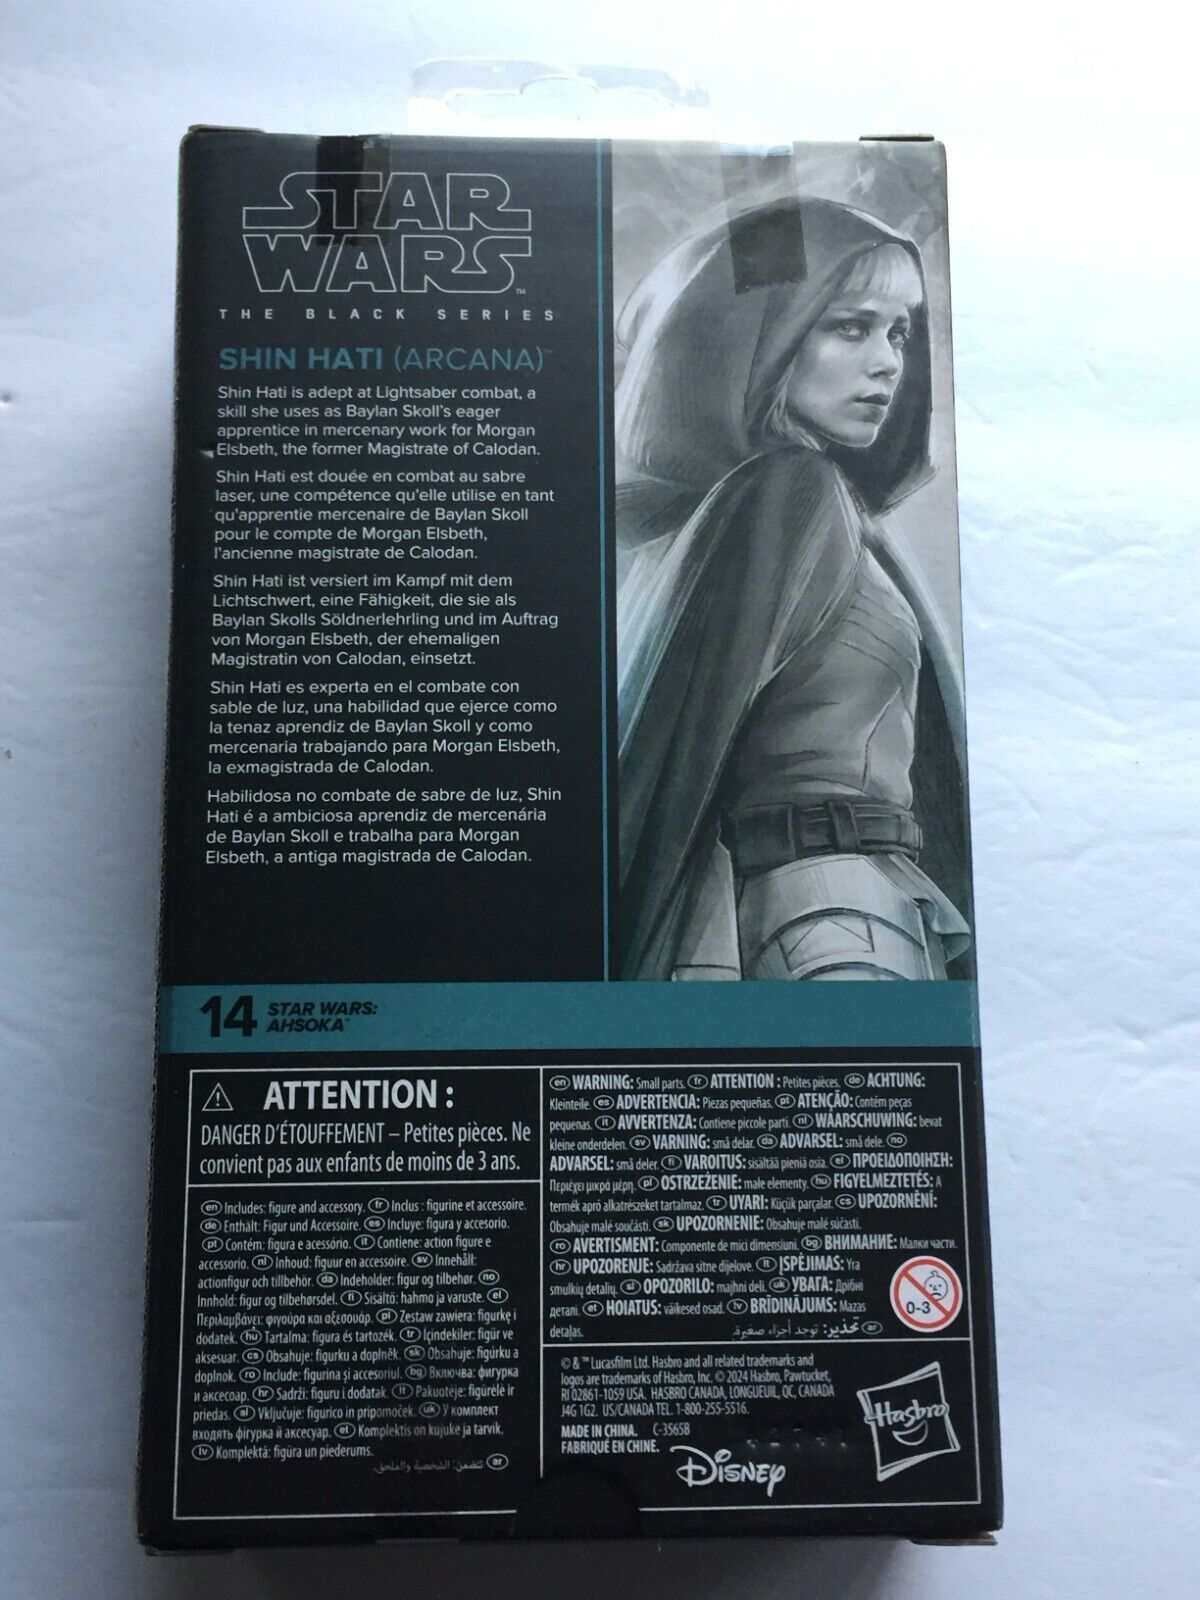 STAR
WARS™
THE BLACK SERIES
SHIN HATI (ARCANA)™
Shin Hati is adept at Lightsaber combat, a
skill she uses as Baylan Skoll's eager
apprentice in mercenary work for Morgan
Elsbeth, the former Magistrate of Calodan.
Shin Hati est douée en combat au sabre
laser, une compétence qu'elle utilise en tant
qu'apprentie mercenaire de Baylan Skoll
pour le compte de Morgan Elsbeth,
l'ancienne magistrate de Calodan.
Shin Hati ist versiert im Kampf mit dem
Lichtschwert, eine Fähigkeit, die sie als
Baylan Skolls Söldnerlehrling und im Auftrag
von Morgan Elsbeth, der ehemaligen
Magistratin von Calodan, einsetzt.
Shin Hati es experta en el combate con
sable de luz, una habilidad que ejerce como
la tenaz aprendiz de Baylan Skoll y como
mercenaria trabajando para Morgan Elsbeth,
la exmagistrada de Calodan.
Habilidosa no combate de sabre de luz, Shin
Hati é a ambiciosa aprendiz de mercenária
de Baylan Skoll e trabalha para Morgan
Elsbeth, a antiga magistrada de Calodan.
14 STAR WARS:
AHSOKA™
ATTENTION :
DANGER D'ÉTOUFFEMENT – Petites pièces. Ne
convient pas aux enfants de moins de 3 ans.
en Includes: figure and accessory. fr Inclus : figurine et accessoire.
de Enthält: Figur und Accessoire. es Incluye: figura y accesorio.
pt Contém: figura e acessório. it Contiene: action figure e
accessorio. nl Inhoud: figuur en accessoire. sv Innehåll:
actionfigur och tillbehör. da Indeholder: figur og tilbehør. no
Innhold: figur og tilbehørsdel. fi Sisältö: hahmo ja varuste. el
Περιλαμβάνει: φιγούρα και αξεσουάρ. pl Zestaw zawiera: figurkę i
dodatek. hu Tartalma: figura és tartozék. tr İçindekiler: figür ve
aksesuar. cs Obsahuje: figurku a doplněk. sk Obsahuje: figúrku a
doplnok. ro Include: figurina și accesoriul. bg Включва: фигурка
и аксесоар. hr Sadrži: figuru i dodatak. lt Pakuotėje: figūrėlė ir
priedas. sl Vključuje: figurico in pripomoček. uk У комплект
входять фігурка й аксесуар. et Komplektis on kujuke ja tarvik.
lv Komplektā: figūra un piederums.
ar تتضمن: الشخصية والملحق.
en WARNING: Small parts. fr ATTENTION : Petites pièces. de ACHTUNG:
Kleinteile. es ADVERTENCIA: Piezas pequeñas. pt ATENÇÃO: Contém peças
pequenas. it AVVERTENZA: Contiene piccole parti. nl WAARSCHUWING: bevat
kleine onderdelen. sv VARNING: små delar. da ADVARSEL: små dele. no
ADVARSEL: små deler. fi VAROITUS: sisältää pieniä osia. el ΠΡΟΕΙΔΟΠΟΙΗΣΗ:
Περιέχει μικρά μέρη. pl OSTRZEŻENIE: małe elementy. hu FIGYELMEZTETÉS: A
termék apró alkatrészeket tartalmaz. tr UYARI: Küçük parçalar. cs UPOZORNĚNÍ:
Obsahuje malé součásti. sk UPOZORNENIE: Obsahuje malé súčasti.
ro AVERTISMENT: Componente de mici dimensiuni. bg ВНИМАНИЕ: Малки части.
hr UPOZORENJE: Sadržava sitne dijelove. lt ĮSPĖJIMAS: Yra
smulkių detalių. sl OPOZORILO: majhni deli. uk УВАГА: Дрібні
деталі. et HOIATUS: väikesed osad. lv BRĪDINĀJUMS: Mazas
detaļas.
ar تحذير: توجد أجزاء صغيرة.
0-3
© & ™ Lucasfilm Ltd. Hasbro and all related trademarks and
logos are trademarks of Hasbro, Inc. © 2024 Hasbro, Pawtucket,
RI 02861-1059 USA. HASBRO CANADA, LONGUEUIL, QC, CANADA
J4G 1G2. US/CANADA TEL. 1-800-255-5516.
MADE IN CHINA. C-3565B
FABRIQUÉ EN CHINE.
Disney
Hasbro